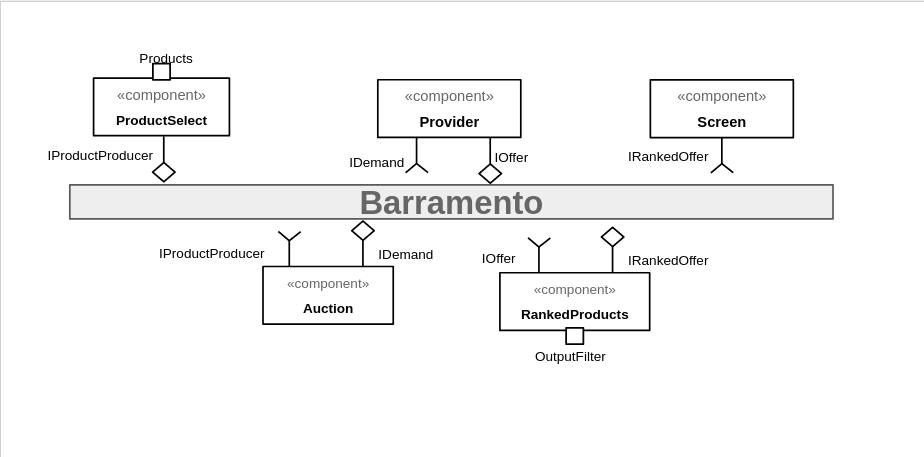 Products
«component»
ProductSelect
IProductProducer
«component»
Provider
IDemand
IOffer
«component»
Screen
IRankedOffer
Barramento
IProductProducer
IDemand
«component»
Auction
IOffer
IRankedOffer
«component»
RankedProducts
OutputFilter